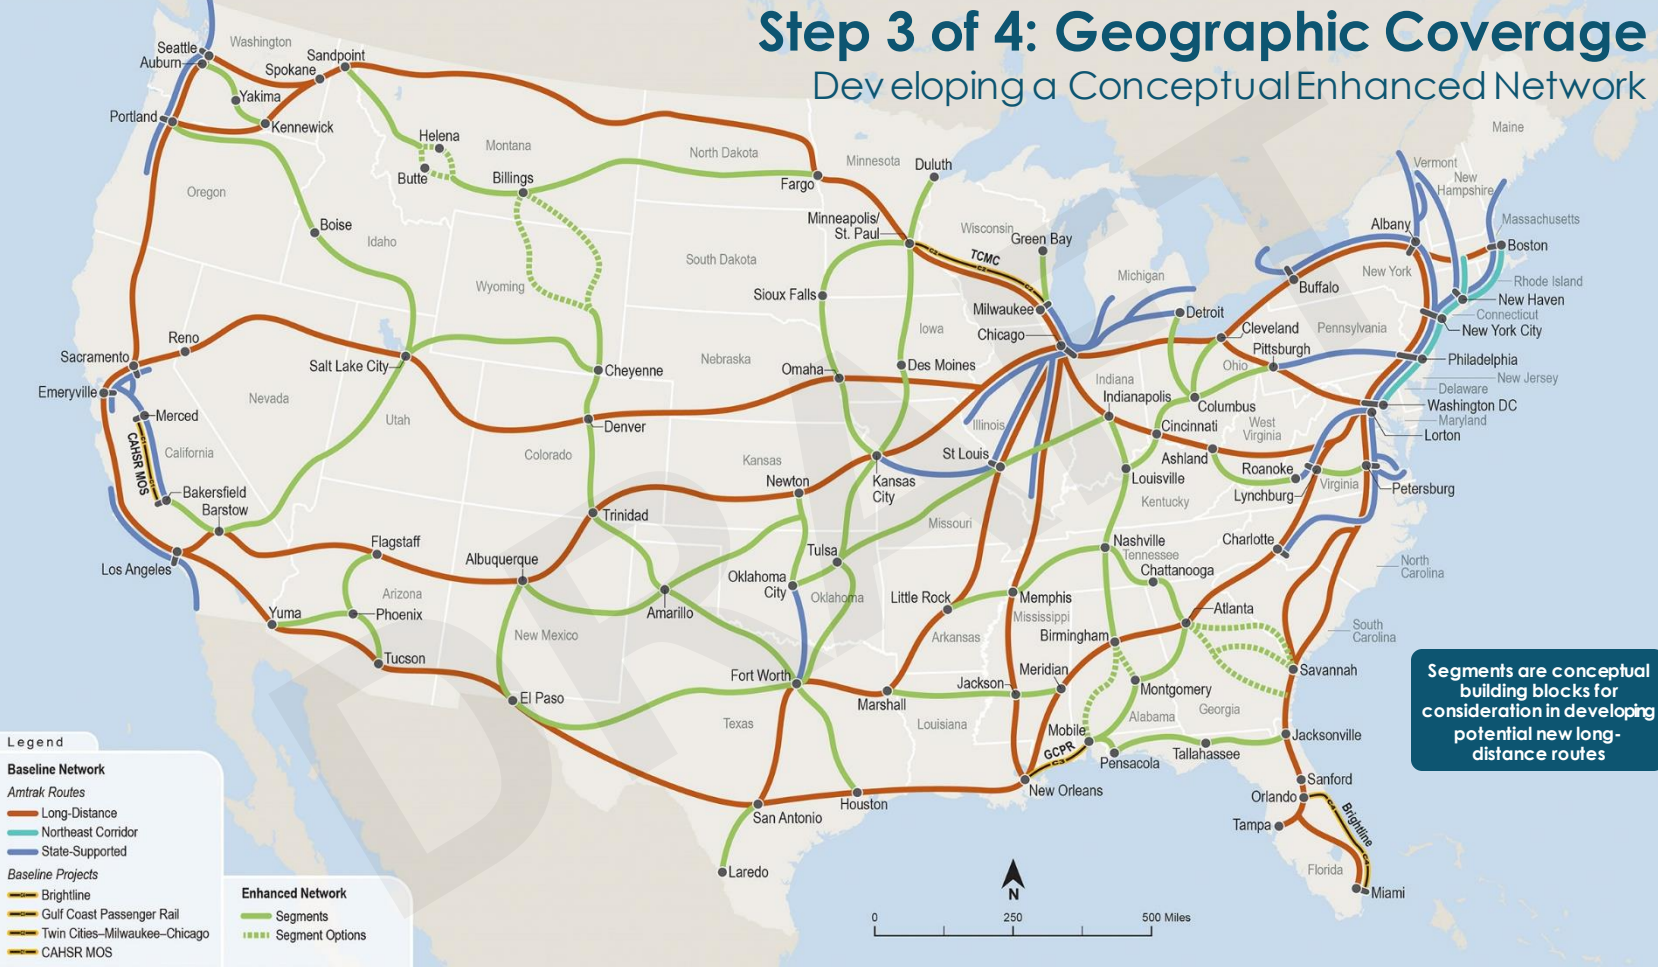 Step 3 of 4: Geographic Coverage
Developing a Conceptual Enhanced Network
Seattle
Auburn
Washington
Spokane
Sandpoint
Yakima
Kennewick
Portland
Helena
Montana
Butte
Billings
North Dakota
Fargo
Minnesota
Duluth
Maine
Vermont
New
Hampshire
Oregon
Boise
Idaho
Minneapolis/
St. Paul
Wisconsin
Green Bay
TCMC
Michigan
Albany
Massachusetts
Boston
South Dakota
Wyoming
Sioux Falls
Milwaukee
Chicago
Iowa
Detroit
New York
Buffalo
Rhode Island
New Haven
Connecticut
New York City
Reno
Sacramento
Salt Lake City
Cheyenne
Nebraska
Omaha
Des Moines
Cleveland
Pittsburgh
Pennsylvania
Philadelphia
New Jersey
Emeryville
Nevada
Merced
Utah
Denver
Indiana
Indianapolis
Ohio
Columbus
Delaware
Washington DC
Maryland
Lorton
CAHSR MOS
California
Colorado
Kansas
Illinois
St Louis
Cincinnati
West
Virginia
Ashland
Roanoke
Lynchburg
Virginia
Petersburg
Bakersfield
Barstow
Newton
Kansas
City
Louisville
Kentucky
Trinidad
Missouri
Los Angeles
Flagstaff
Albuquerque
Tulsa
Nashville
Tennessee
Chattanooga
Charlotte
North
Carolina
Arizona
Phoenix
Yuma
Amarillo
Oklahoma
City
Oklahoma
Little Rock
Memphis
Mississippi
Arkansas
Birmingham
Atlanta
South
Carolina
Tucson
New Mexico
El Paso
Fort Worth
Texas
Marshall
Louisiana
Jackson
Meridian
Montgomery
Alabama
Georgia
Savannah
Mobile
GCPR
Pensacola
Tallahassee
Jacksonville
New Orleans
Houston
San Antonio
Laredo
Sanford
Orlando
Tampa
Brightline
Florida
Miami
Segments are conceptual
building blocks for
consideration in developing
potential new long-
distance routes
Legend
Baseline Network
Amtrak Routes
Long-Distance
Northeast Corridor
State-Supported
Baseline Projects
Brightline
Gulf Coast Passenger Rail
Twin Cities–Milwaukee–Chicago
CAHSR MOS
Enhanced Network
Segments
Segment Options
N
0 250 500 Miles
DRAFT